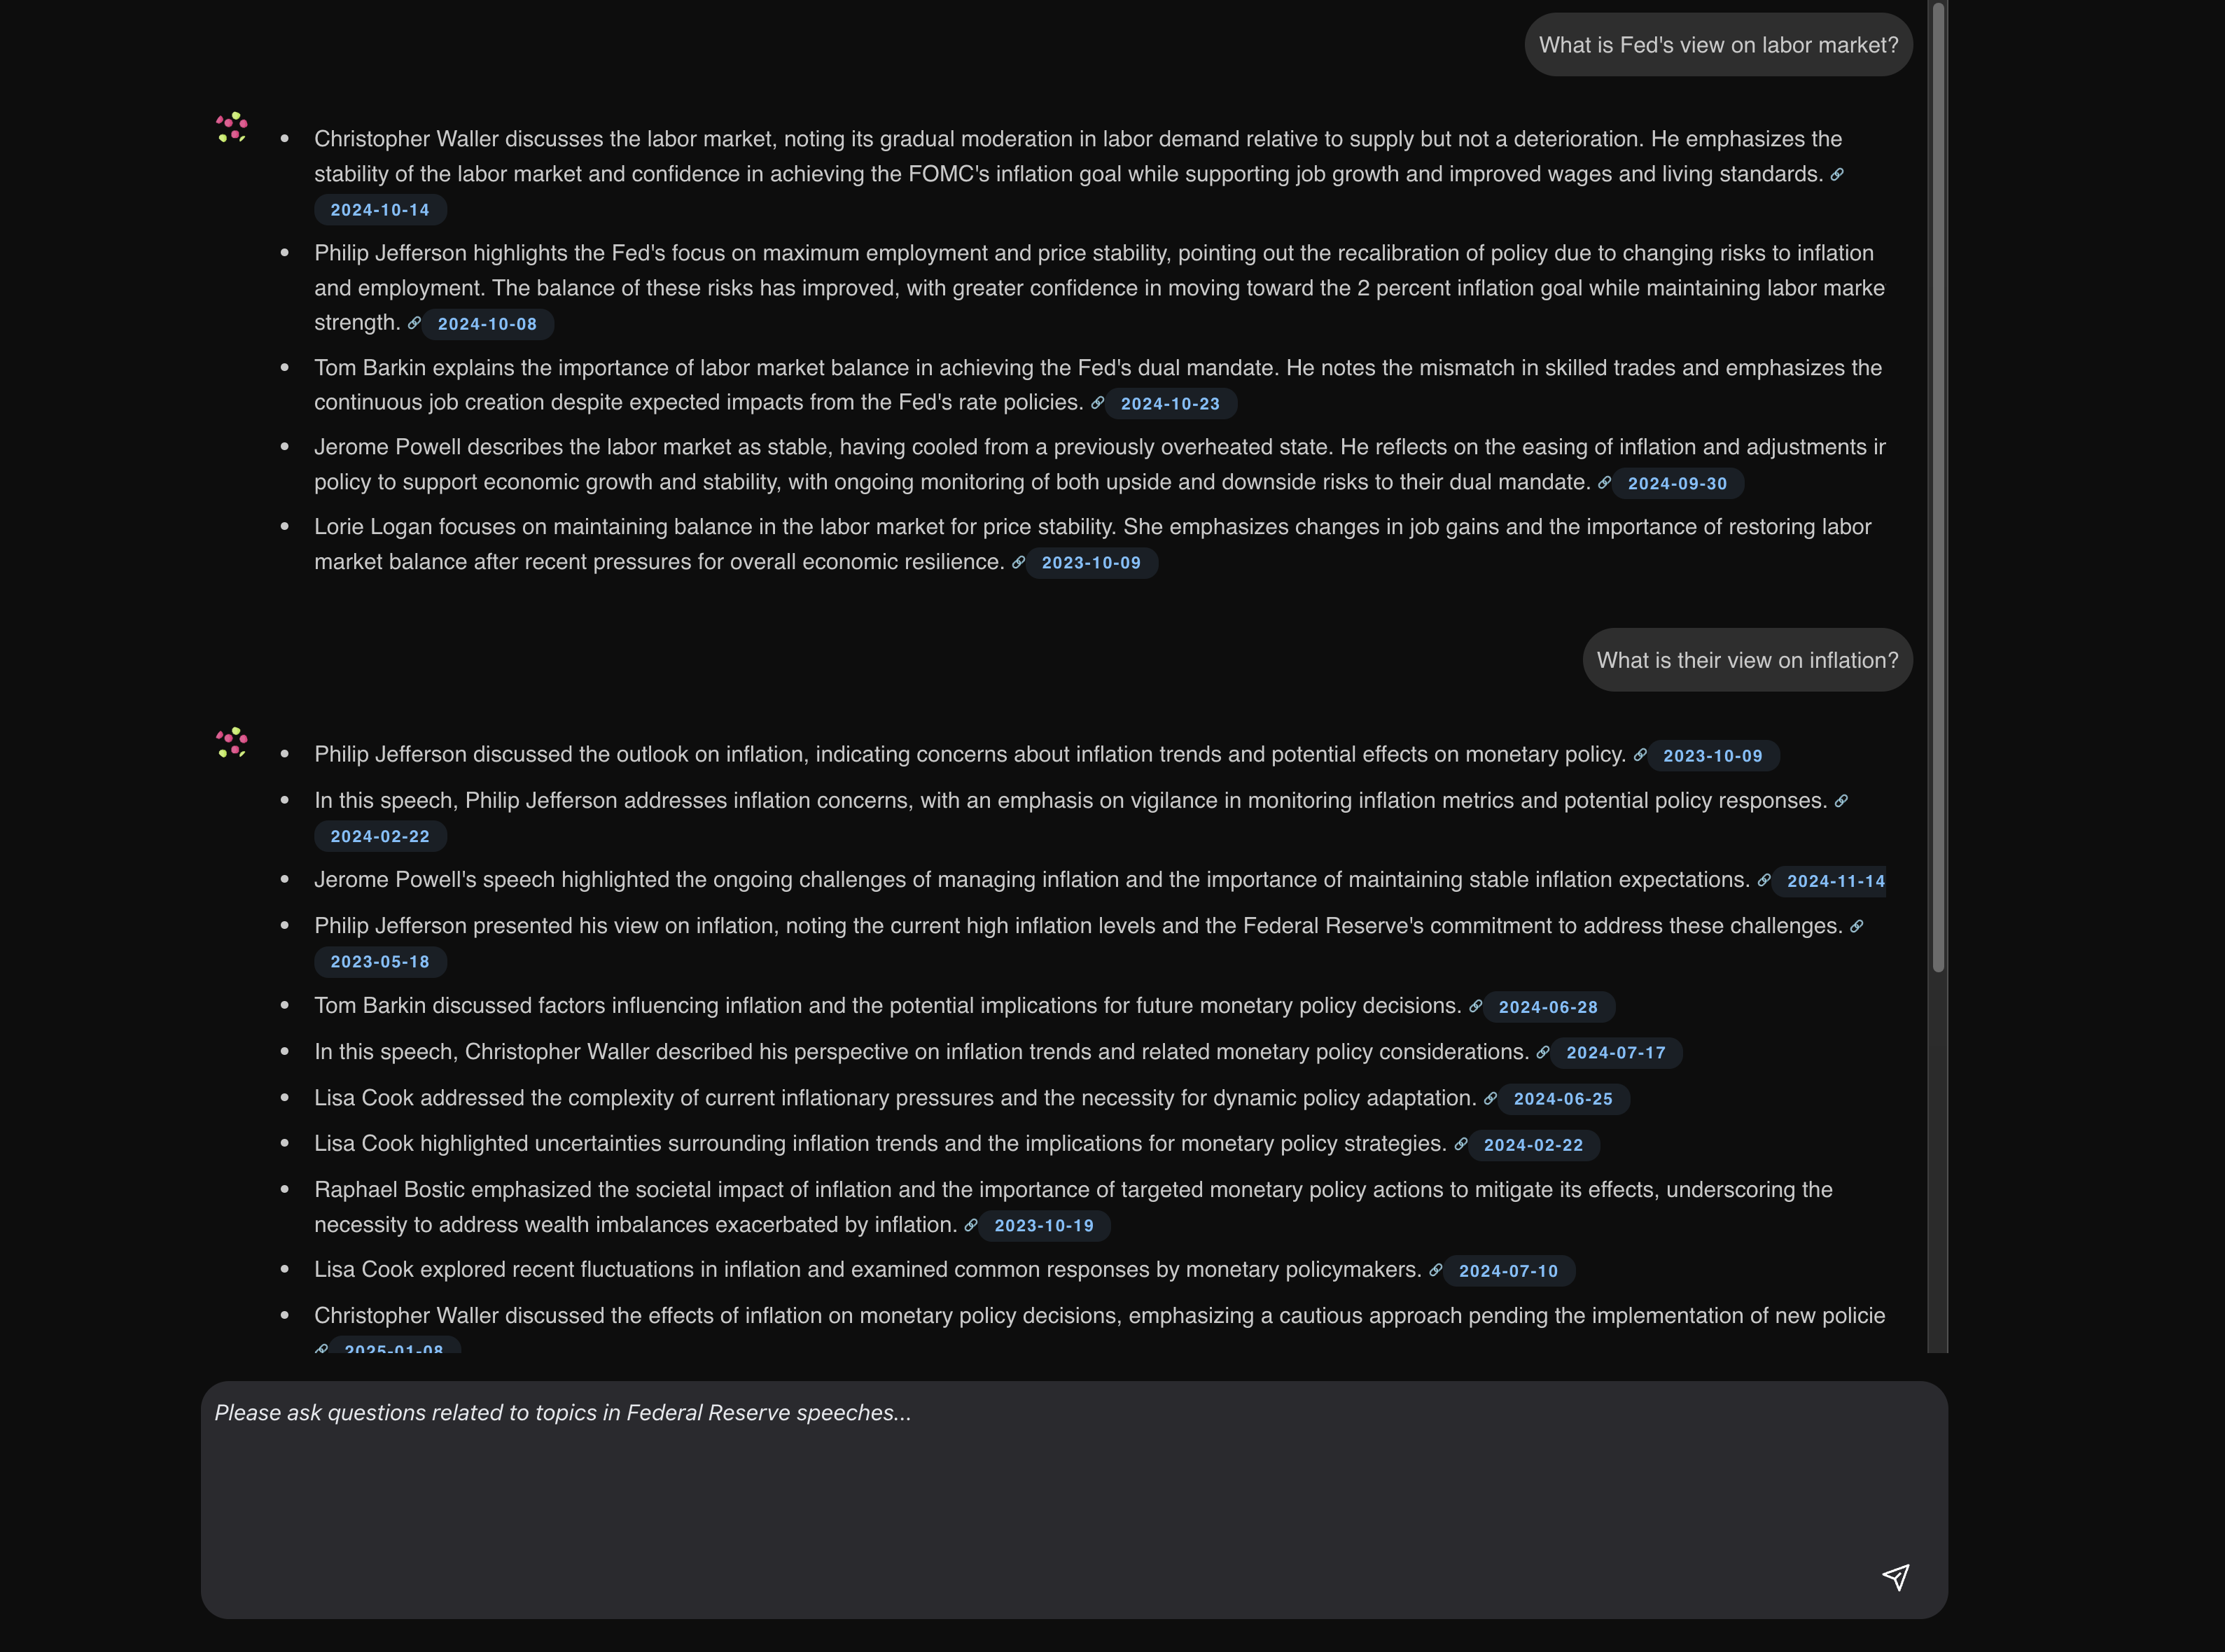 What is Fed's view on labor market?
Christopher Waller discusses the labor market, noting its gradual moderation in labor demand relative to supply but not a deterioration. He emphasizes the
stability of the labor market and confidence in achieving the FOMC's inflation goal while supporting job growth and improved wages and living standards.
2024-10-14
Philip Jefferson highlights the Fed's focus on maximum employment and price stability, pointing out the recalibration of policy due to changing risks to inflation
and employment. The balance of these risks has improved, with greater confidence in moving toward the 2 percent inflation goal while maintaining labor marke
strength. 2024-10-08
Tom Barkin explains the importance of labor market balance in achieving the Fed's dual mandate. He notes the mismatch in skilled trades and emphasizes the
continuous job creation despite expected impacts from the Fed's rate policies. 2024-10-23
Jerome Powell describes the labor market as stable, having cooled from a previously overheated state. He reflects on the easing of inflation and adjustments ir
policy to support economic growth and stability, with ongoing monitoring of both upside and downside risks to their dual mandate. 2024-09-30
Lorie Logan focuses on maintaining balance in the labor market for price stability. She emphasizes changes in job gains and the importance of restoring labor
market balance after recent pressures for overall economic resilience. 2023-10-09
What is their view on inflation?
Philip Jefferson discussed the outlook on inflation, indicating concerns about inflation trends and potential effects on monetary policy. 2023-10-09
In this speech, Philip Jefferson addresses inflation concerns, with an emphasis on vigilance in monitoring inflation metrics and potential policy responses.
2024-02-22
Jerome Powell's speech highlighted the ongoing challenges of managing inflation and the importance of maintaining stable inflation expectations. 2024-11-14
Philip Jefferson presented his view on inflation, noting the current high inflation levels and the Federal Reserve's commitment to address these challenges.
2023-05-18
Tom Barkin discussed factors influencing inflation and the potential implications for future monetary policy decisions. 2024-06-28
In this speech, Christopher Waller described his perspective on inflation trends and related monetary policy considerations. 2024-07-17
Lisa Cook addressed the complexity of current inflationary pressures and the necessity for dynamic policy adaptation. 2024-06-25
Lisa Cook highlighted uncertainties surrounding inflation trends and the implications for monetary policy strategies. 2024-02-22
Raphael Bostic emphasized the societal impact of inflation and the importance of targeted monetary policy actions to mitigate its effects, underscoring the
necessity to address wealth imbalances exacerbated by inflation. 2023-10-19
Lisa Cook explored recent fluctuations in inflation and examined common responses by monetary policymakers. 2024-07-10
Christopher Waller discussed the effects of inflation on monetary policy decisions, emphasizing a cautious approach pending the implementation of new policie
2025-01-08
Please ask questions related to topics in Federal Reserve speeches...